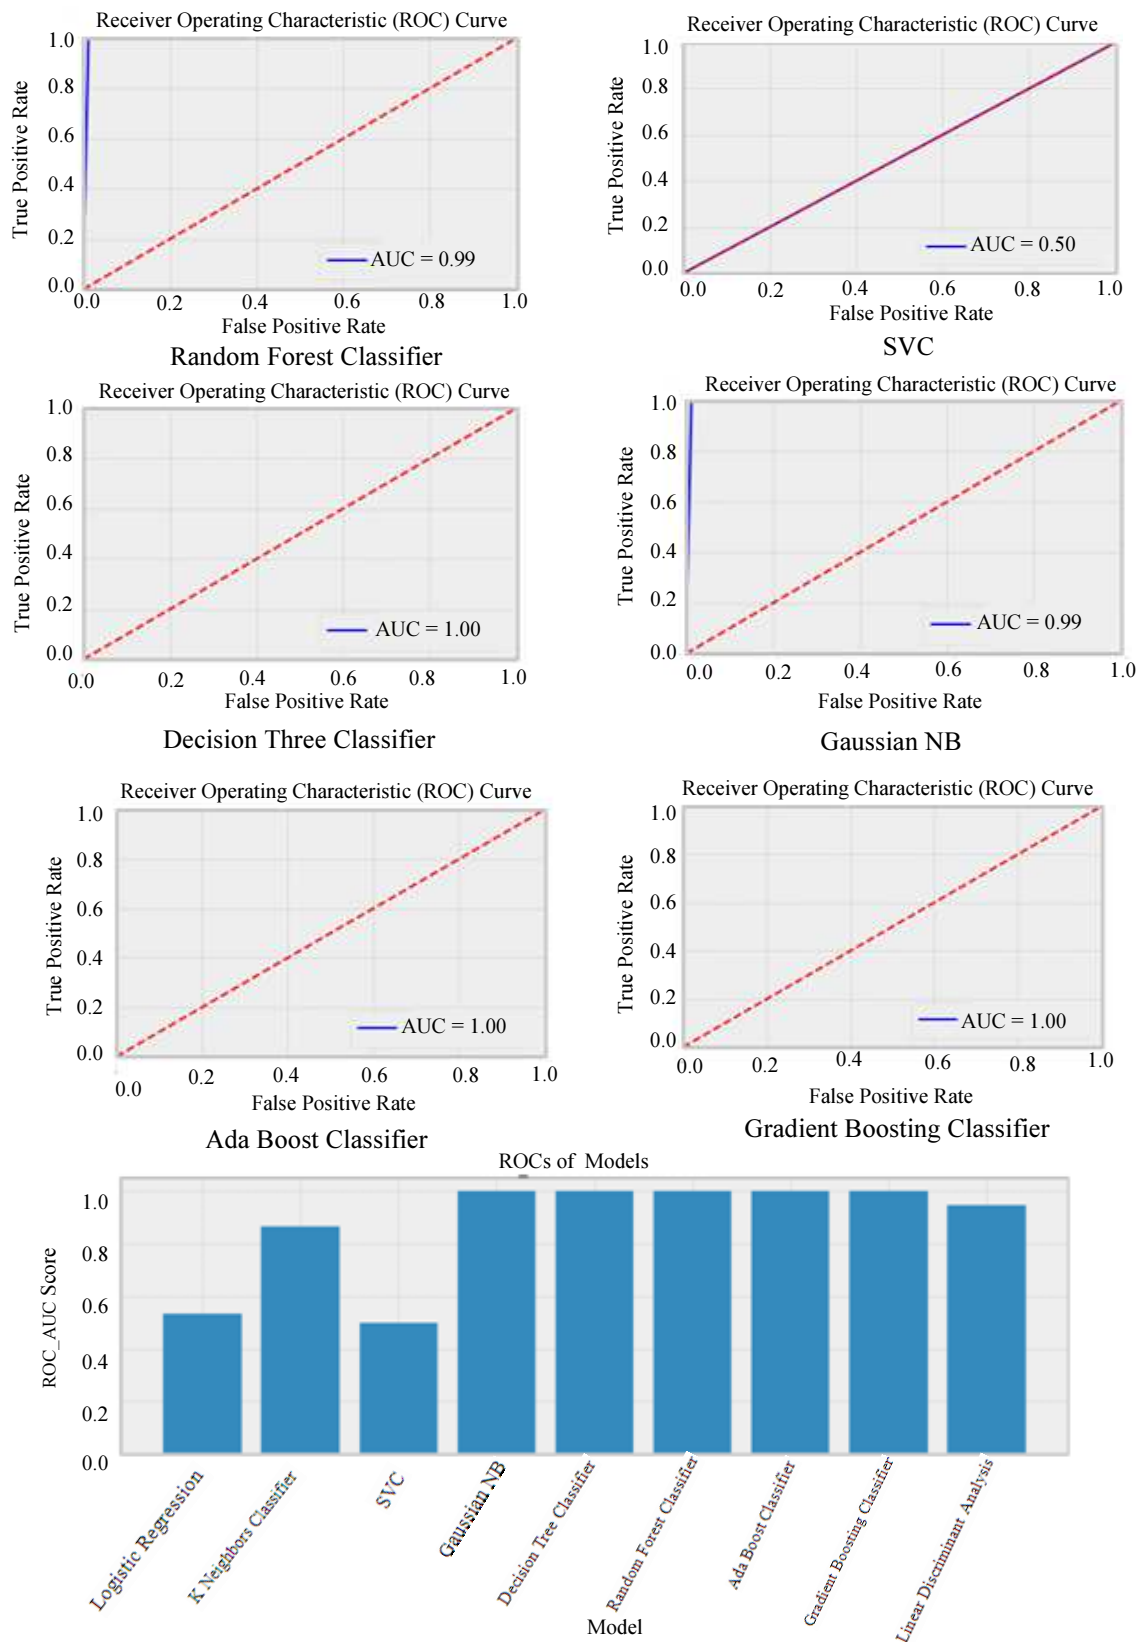 Receiver Operating Characteristic (ROC) Curve
1.0
0.8
0.6
0.4
0.2
0.0
True Positive Rate
AUC = 0.99
0.0 0.2 0.4 0.6 0.8 1.0
False Positive Rate
Random Forest Classifier
Receiver Operating Characteristic (ROC) Curve
1.0
0.8
0.6
0.4
0.2
0.0
True Positive Rate
AUC = 0.50
0.0 0.2 0.4 0.6 0.8 1.0
False Positive Rate
SVC
Receiver Operating Characteristic (ROC) Curve
1.0
0.8
0.6
0.4
0.2
0.0
True Positive Rate
AUC = 1.00
0.0 0.2 0.4 0.6 0.8 1.0
False Positive Rate
Decision Three Classifier
Receiver Operating Characteristic (ROC) Curve
1.0
0.8
0.6
0.4
0.2
0.0
True Positive Rate
AUC = 0.99
0.0 0.2 0.4 0.6 0.8 1.0
False Positive Rate
Gaussian NB
Receiver Operating Characteristic (ROC) Curve
1.0
0.8
0.6
0.4
0.2
0.0
True Positive Rate
AUC = 1.00
0.0 0.2 0.4 0.6 0.8 1.0
False Positive Rate
Ada Boost Classifier
Receiver Operating Characteristic (ROC) Curve
1.0
0.8
0.6
0.4
0.2
0.0
True Positive Rate
AUC = 1.00
0.0 0.2 0.4 0.6 0.8 1.0
False Positive Rate
Gradient Boosting Classifier
ROCs of Models
1.0
0.8
0.6
0.4
0.2
0.0
ROC_AUC Score
Logistic Regression
K Neighbors Classifier
SVC
Gaussian NB
Decision Tree Classifier
Random Forest Classifier
Ada Boost Classifier
Gradient Boosting Classifier
Linear Discriminant Analysis
Model